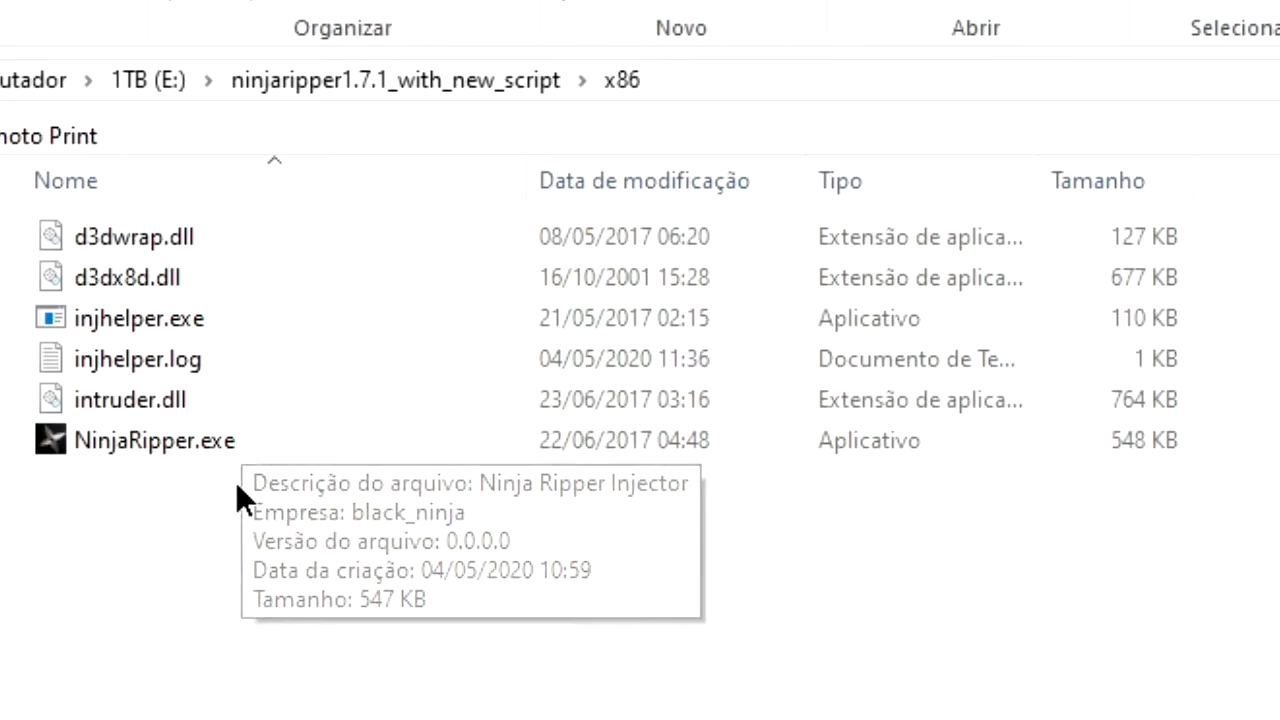 Organizar Novo Abrir Seleciona
utador > 1TB (E:) > ninjaripper1.7.1_with_new_script > x86
hoto Print
Nome Data de modificação Tipo Tamanho
d3dwrap.dll 08/05/2017 06:20 Extensão de aplica... 127 KB
d3dx8d.dll 16/10/2001 15:28 Extensão de aplica... 677 KB
injhelper.exe 21/05/2017 02:15 Aplicativo 110 KB
injhelper.log 04/05/2020 11:36 Documento de Te... 1 KB
intruder.dll 23/06/2017 03:16 Extensão de aplica... 764 KB
NinjaRipper.exe 22/06/2017 04:48 Aplicativo 548 KB
Descrição do arquivo: Ninja Ripper Injector
Empresa: black_ninja
Versão do arquivo: 0.0.0.0
Data da criação: 04/05/2020 10:59
Tamanho: 547 KB